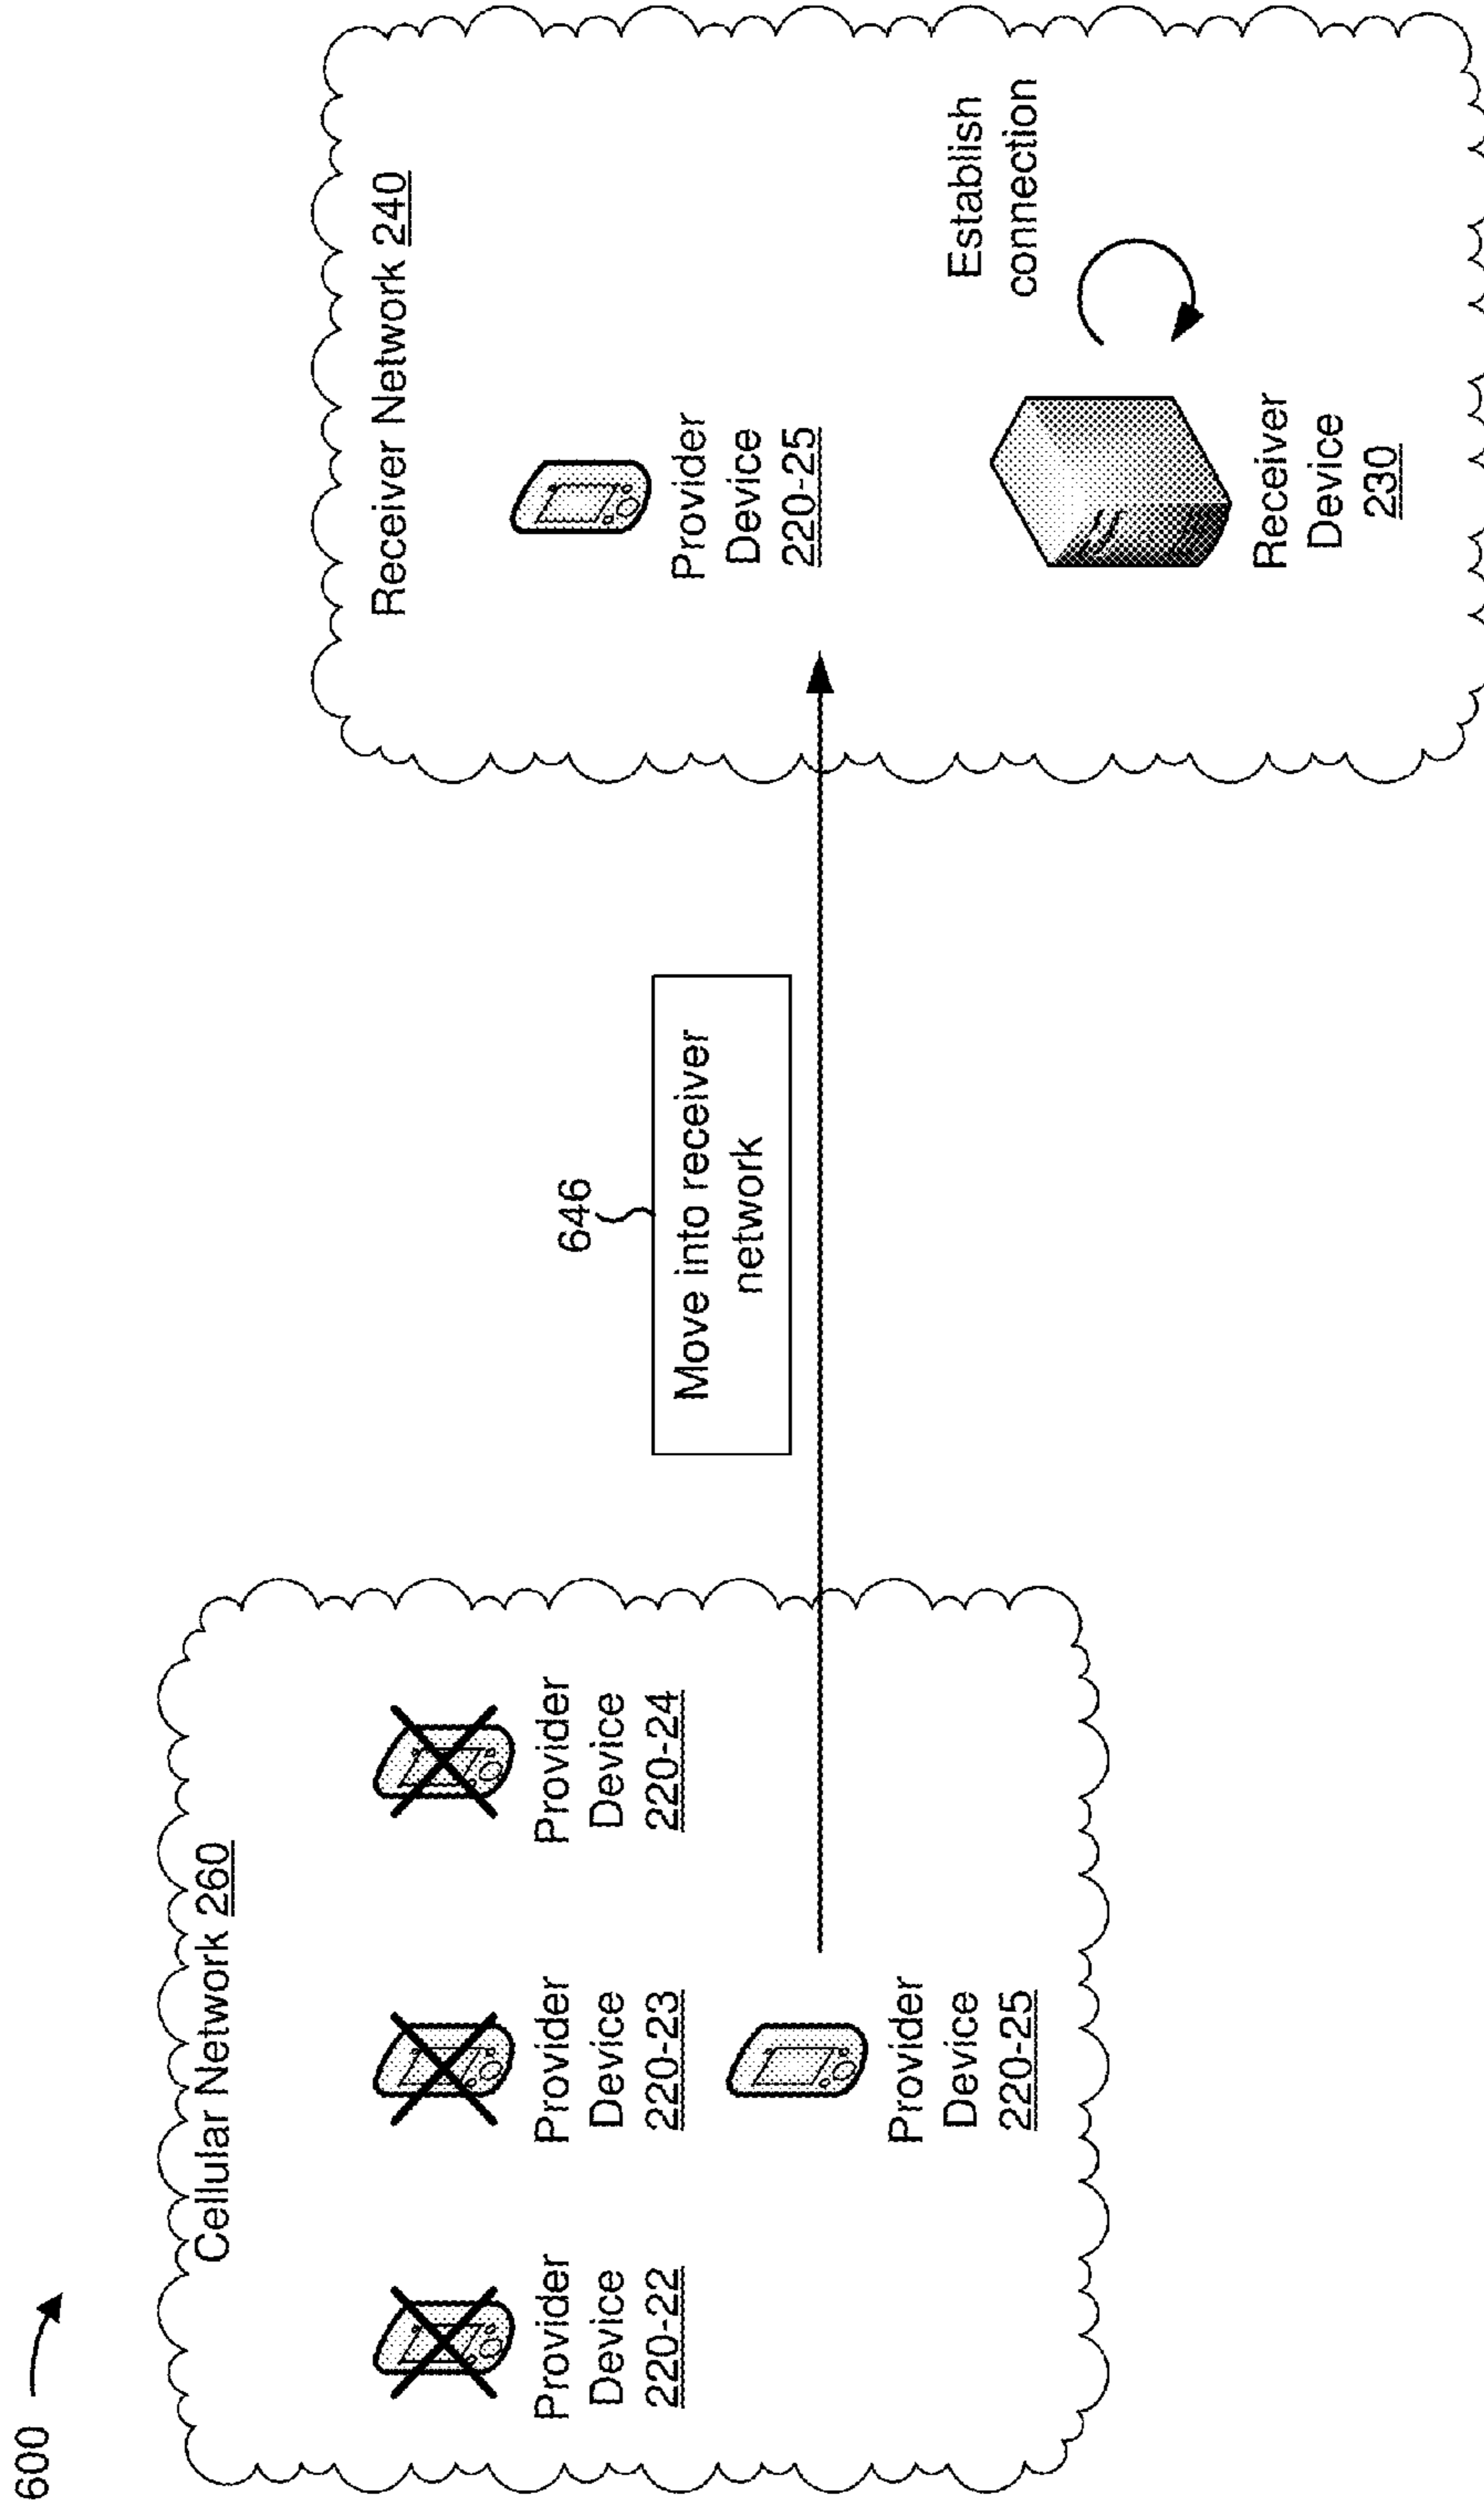 600
Cellular Network 260
Provider
Device
220-22
Provider
Device
220-23
Provider
Device
220-24
Provider
Device
220-25
646
Move into receiver
network
Receiver Network 240
Provider
Device
220-25
Establish
connection
Receiver
Device
230